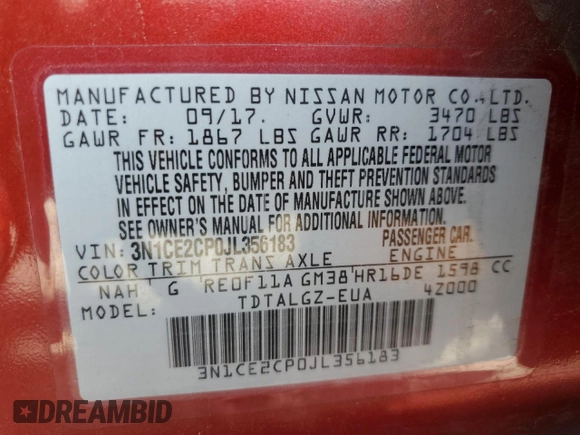 MANUFACTURED BY NISSAN MOTOR CO.,LTD.
DATE: 09/17. GVWR: 3470 LBS
GAWR FR: 1867 LBS GAWR RR: 1704 LBS
THIS VEHICLE CONFORMS TO ALL APPLICABLE FEDERAL MOTOR
VEHICLE SAFETY, BUMPER AND THEFT PREVENTION STANDARDS
IN EFFECT ON THE DATE OF MANUFACTURE SHOWN ABOVE.
SEE OWNER'S MANUAL FOR ADDITIONAL INFORMATION.
VIN: 3N1CE2CP0JL356183 PASSENGER CAR.
COLOR TRIM TRANS AXLE ENGINE
NAH G RE0F11A GM38 HR16DE 1598 CC
MODEL: TDTALGZ-EUA 42000
3N1CE2CP0JL356183
DREAMBID